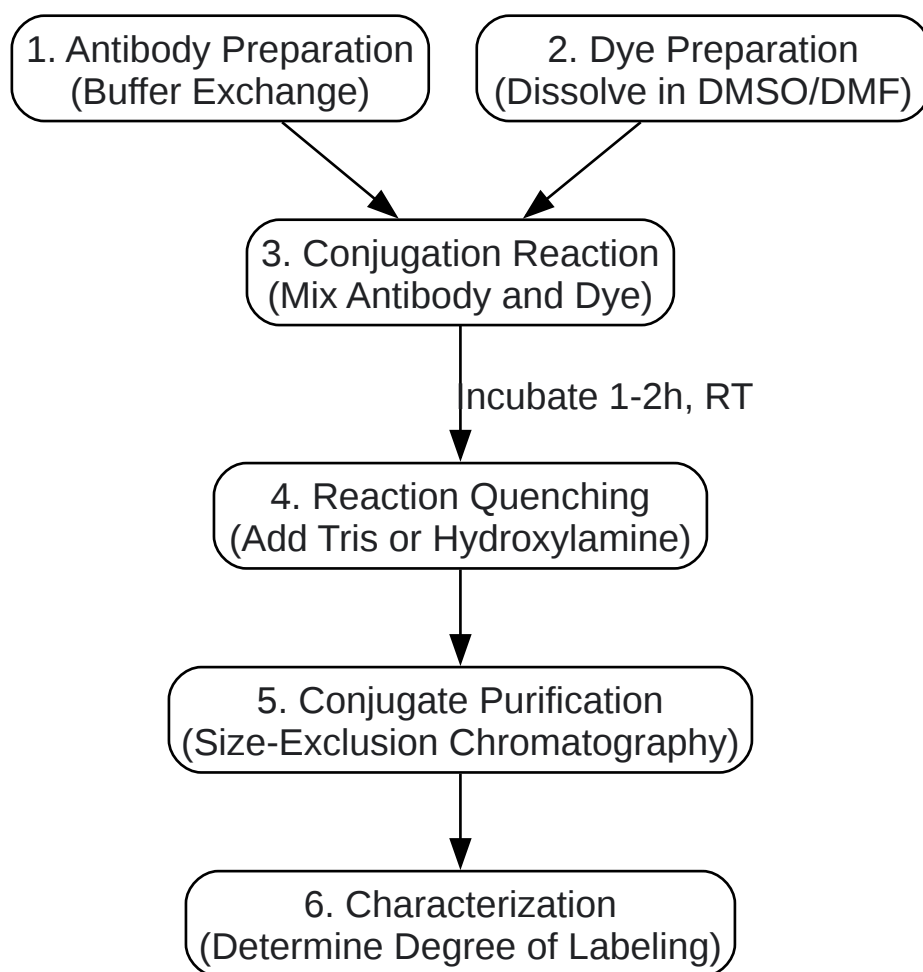 1. Antibody Preparation
(Buffer Exchange)
2. Dye Preparation
(Dissolve in DMSO/DMF)
3. Conjugation Reaction
(Mix Antibody and Dye)
Incubate 1-2h, RT
4. Reaction Quenching
(Add Tris or Hydroxylamine)
5. Conjugate Purification
(Size-Exclusion Chromatography)
6. Characterization
(Determine Degree of Labeling)